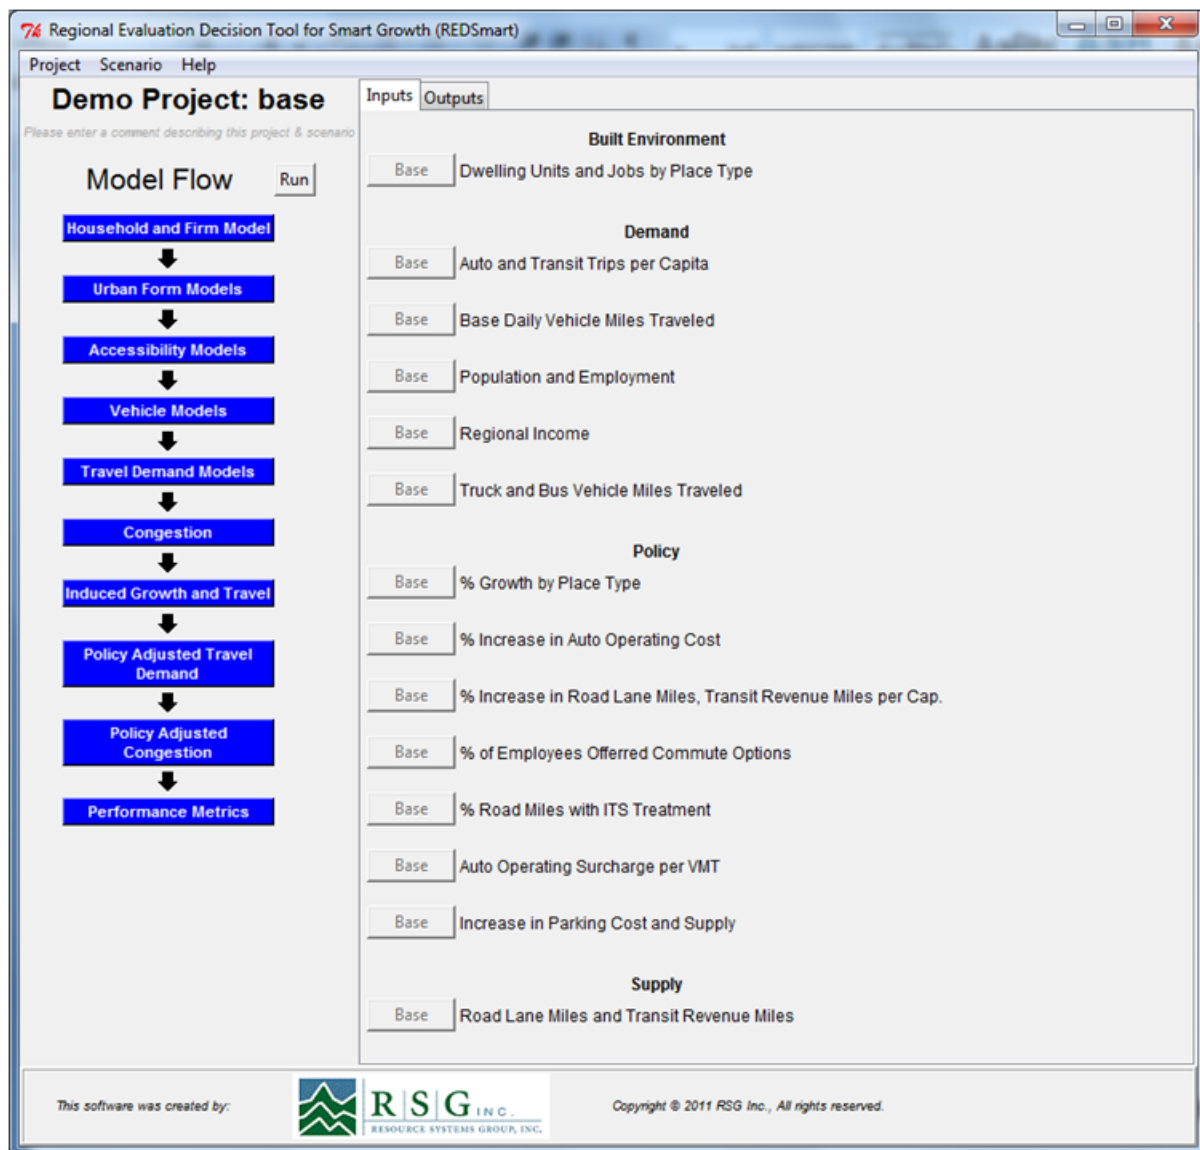 Regional Evaluation Decision Tool for Smart Growth (REDSmart)
Project Scenario Help
Demo Project: base
Please enter a comment describing this project & scenario
Model Flow
Run
Household and Firm Model
Urban Form Models
Accessibility Models
Vehicle Models
Travel Demand Models
Congestion
Induced Growth and Travel
Policy Adjusted Travel
Demand
Policy Adjusted
Congestion
Performance Metrics
Inputs Outputs
Built Environment
Base Dwelling Units and Jobs by Place Type
Demand
Base Auto and Transit Trips per Capita
Base Base Daily Vehicle Miles Traveled
Base Population and Employment
Base Regional Income
Base Truck and Bus Vehicle Miles Traveled
Policy
Base % Growth by Place Type
Base % Increase in Auto Operating Cost
Base % Increase in Road Lane Miles, Transit Revenue Miles per Cap.
Base % of Employees Offerred Commute Options
Base % Road Miles with ITS Treatment
Base Auto Operating Surcharge per VMT
Base Increase in Parking Cost and Supply
Supply
Base Road Lane Miles and Transit Revenue Miles
This software was created by:
R|S|G INC.
RESOURCE SYSTEMS GROUP, INC.
Copyright © 2011 RSG Inc., All rights reserved.